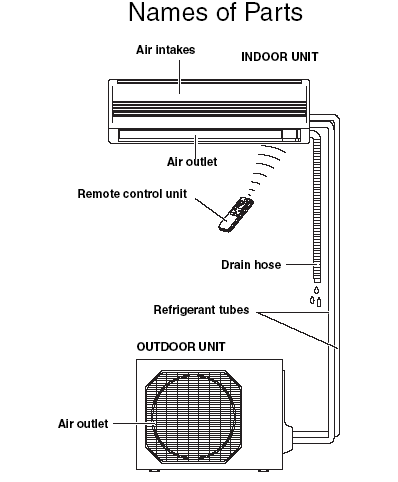 Names of Parts
Air intakes
INDOOR UNIT
Air outlet
Remote control unit
Drain hose
Refrigerant tubes
OUTDOOR UNIT
Air outlet